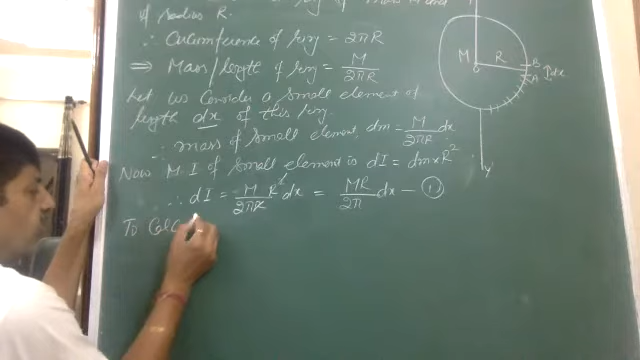 of radius R.
∴ Circumference of ring = 2πR
⇒ Mass/length of ring = M/2πR
Let us Consider a small element of
length dx of this ring.
∴ mass of small element, dm = M/2πR dx
Now M.I of small element is dI = dm×R²
∴ dI = M/2πR R² dx = MR/2π dx — ①
To Calc
M
R
B
A
dx
Y'